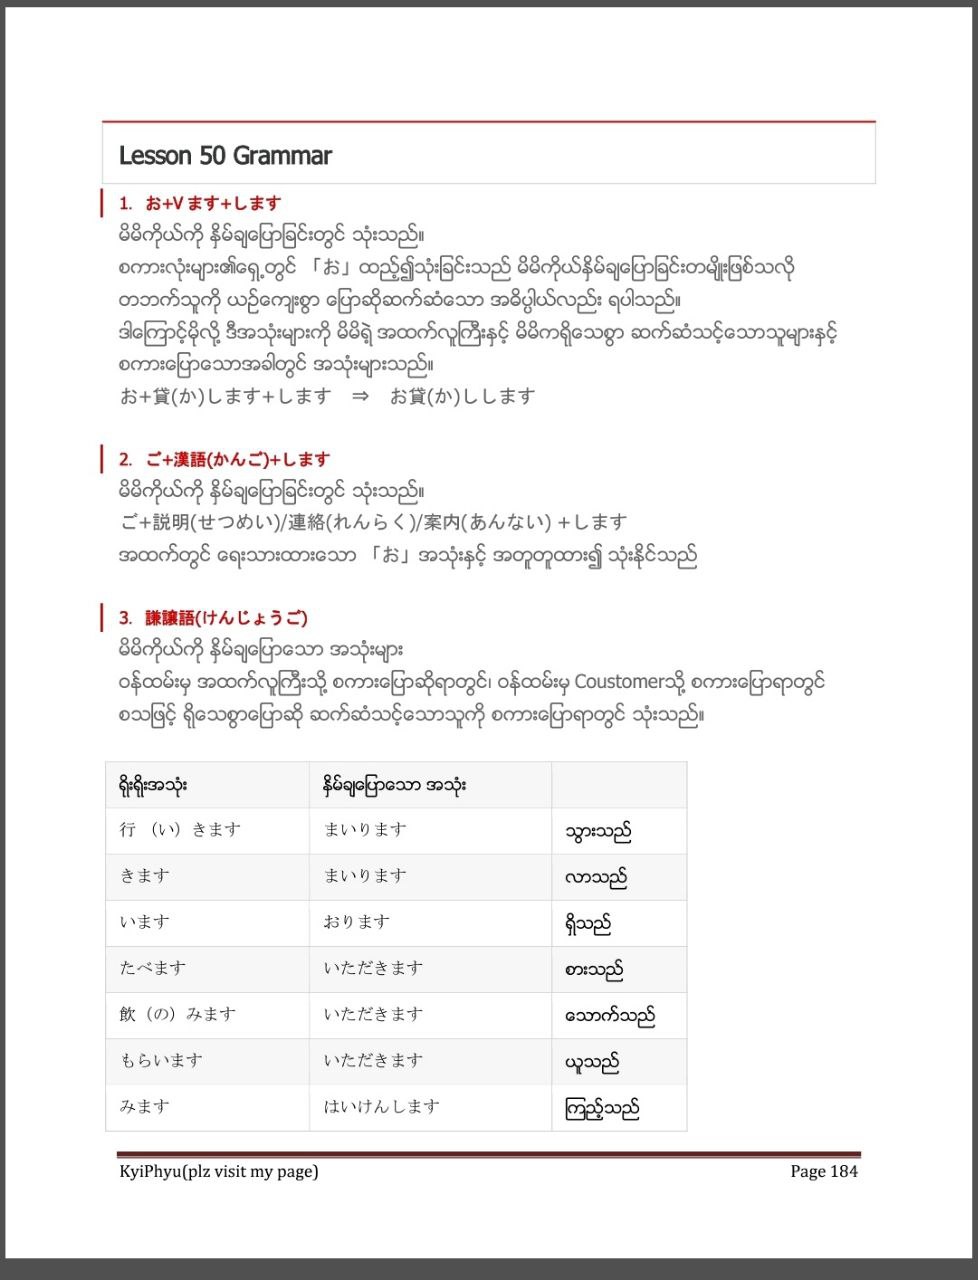 Lesson 50 Grammar
1. お+V ます+します
မိမိကိုယ်ကို နှိမ်ချပြောခြင်းတွင် သုံးသည်။
စကားလုံးများ၏ရှေ့တွင် 「お」ထည့်၍သုံးခြင်းသည် မိမိကိုယ်နှိမ်ချပြောခြင်းတမျိုးဖြစ်သလို
တဘက်သူကို ယဉ်ကျေးစွာ ပြောဆိုဆက်ဆံသော အဓိပ္ပါယ်လည်း ရပါသည်။
ဒါကြောင့်မိုလို့ ဒီအသုံးများကို မိမိရဲ့ အထက်လူကြီးနှင့် မိမိကရိုသေစွာ ဆက်ဆံသင့်သောသူများနှင့်
စကားပြောသောအခါတွင် အသုံးများသည်။
お+貸(か)します+します ⇒ お貸(か)しします
2. ご+漢語(かんご)+します
မိမိကိုယ်ကို နှိမ်ချပြောခြင်းတွင် သုံးသည်။
ご+説明(せつめい)/連絡(れんらく)/案内(あんない) +します
အထက်တွင် ရေးသားထားသော 「お」အသုံးနှင့် အတူတူထား၍ သုံးနိုင်သည်
3. 謙譲語(けんじょうご)
မိမိကိုယ်ကို နှိမ်ချပြောသော အသုံးများ
ဝန်ထမ်းမှ အထက်လူကြီးသို့ စကားပြောဆိုရာတွင်၊ ဝန်ထမ်းမှ Coustomerသို့ စကားပြောရာတွင်
စသဖြင့် ရိုသေစွာပြောဆို ဆက်ဆံသင့်သောသူကို စကားပြောရာတွင် သုံးသည်။
ရိုးရိုးအသုံး နှိမ်ချပြောသော အသုံး
行 （い）きます まいります သွားသည်
きます まいります လာသည်
います おります ရှိသည်
たべます いただきます စားသည်
飲（の）みます いただきます သောက်သည်
もらいます いただきます ယူသည်
みます はいけんします ကြည့်သည်
KyiPhyu(plz visit my page) Page 184